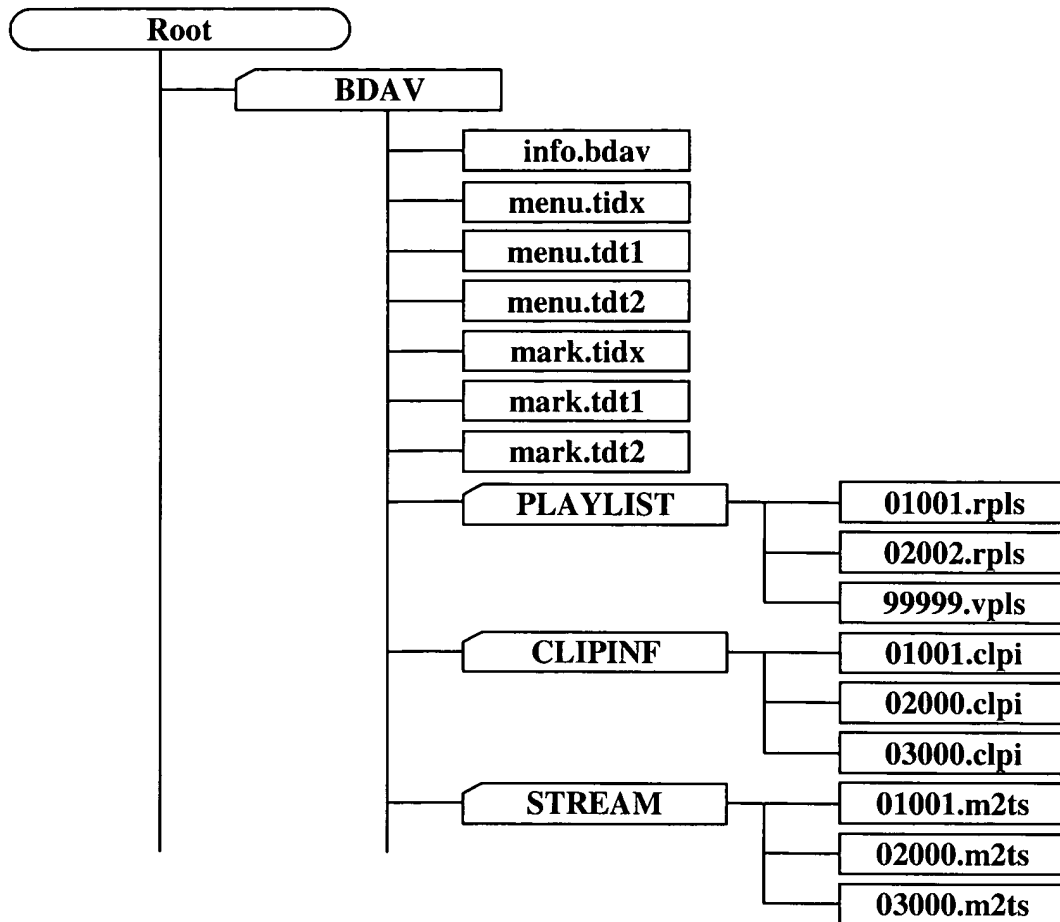 Root
BDAV
info.bdav
menu.tidx
menu.tdt1
menu.tdt2
mark.tidx
mark.tdt1
mark.tdt2
PLAYLIST
01001.rpls
02002.rpls
99999.vpls
CLIPINF
01001.clpi
02000.clpi
03000.clpi
STREAM
01001.m2ts
02000.m2ts
03000.m2ts